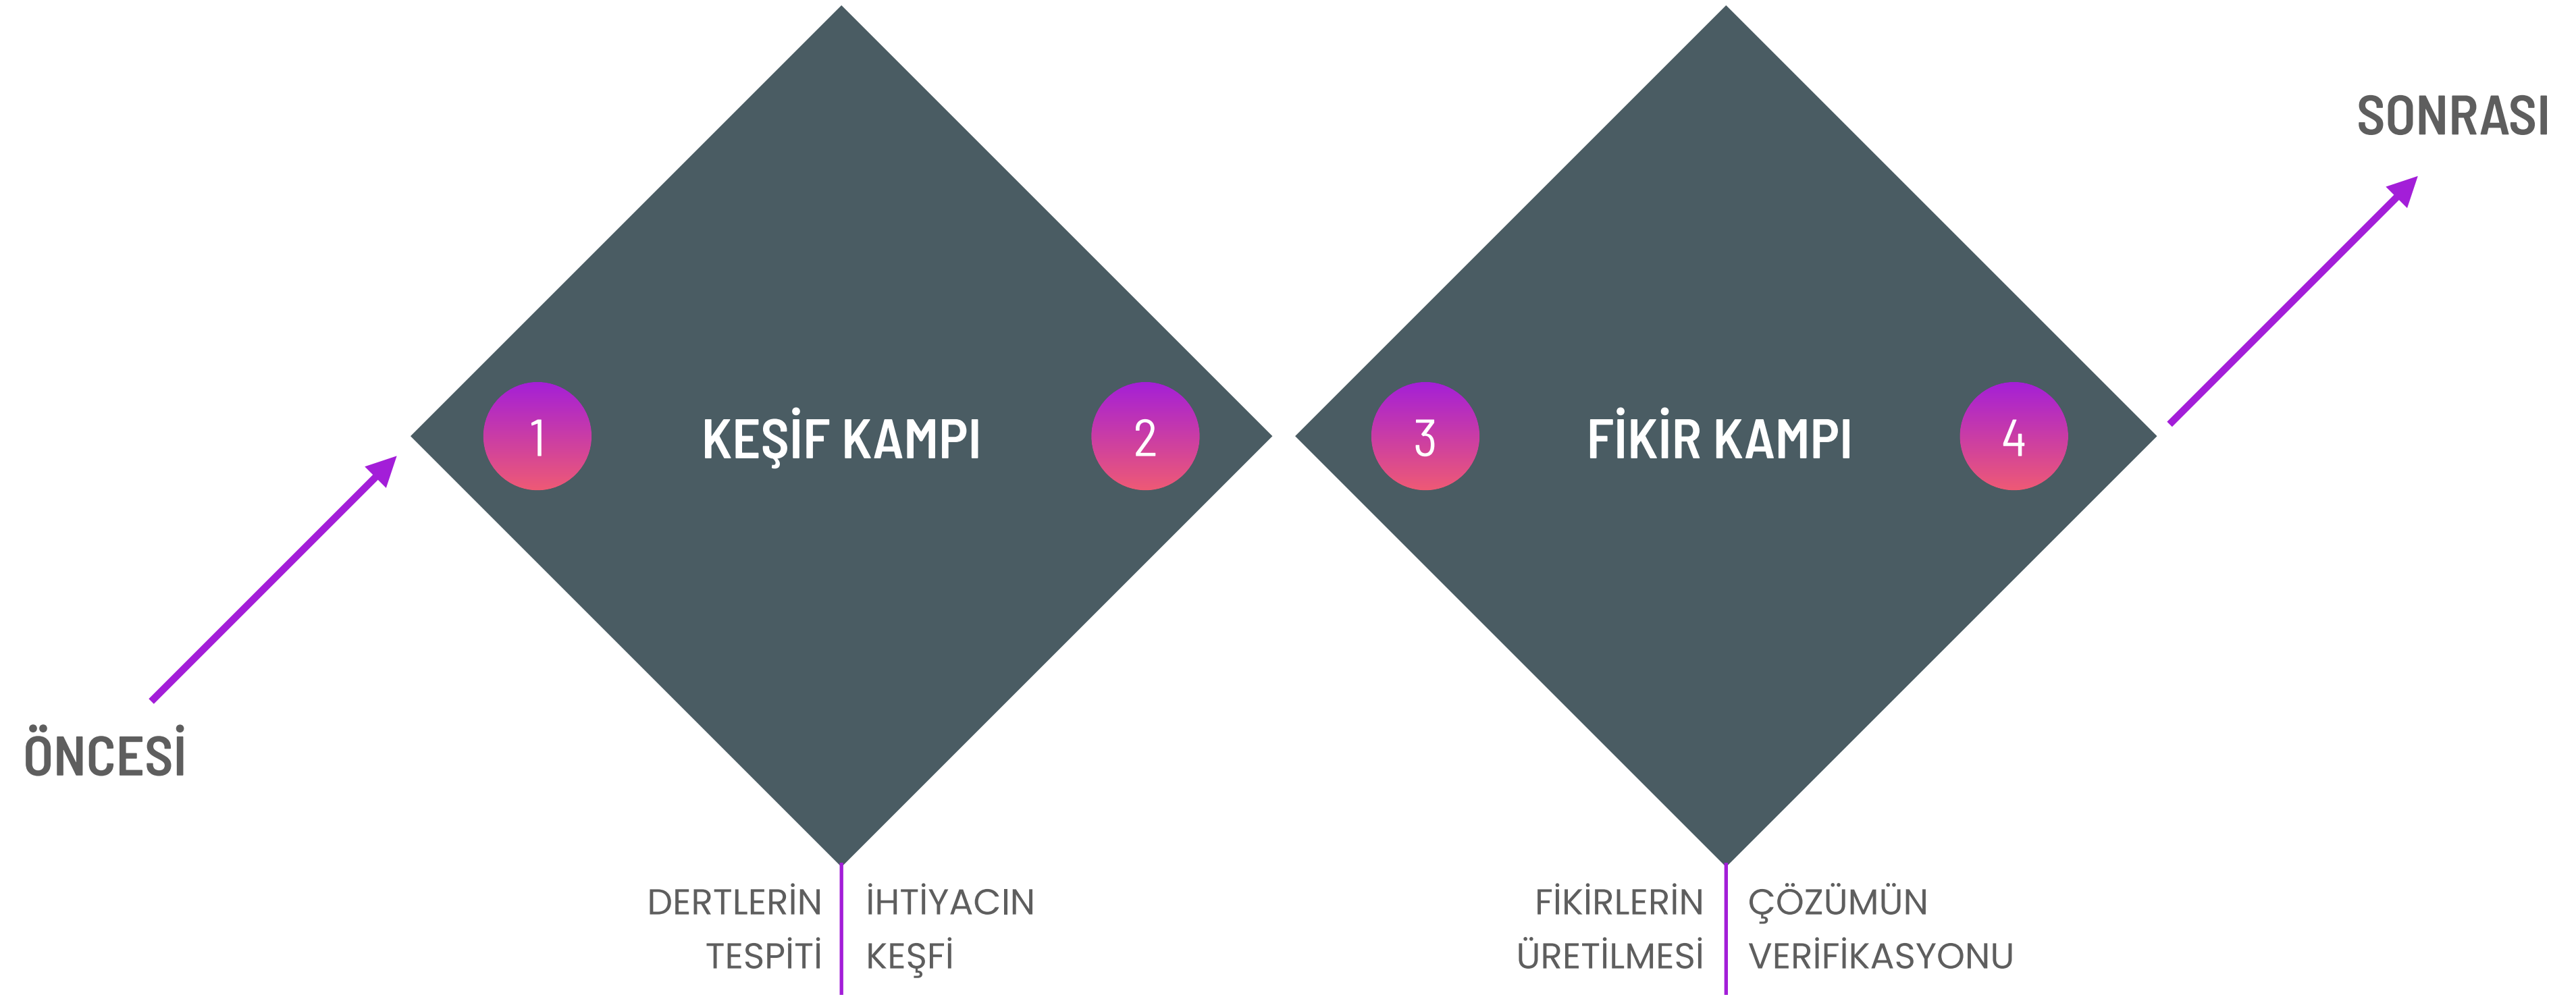 SONRASI
1
KEŞİF KAMPI
2
3
FİKİR KAMPI
4
ÖNCESİ
DERTLERİN
TESPİTİ
İHTİYACIN
KEŞFİ
FİKİRLERİN
ÜRETİLMESİ
ÇÖZÜMÜN
VERİFİKASYONU